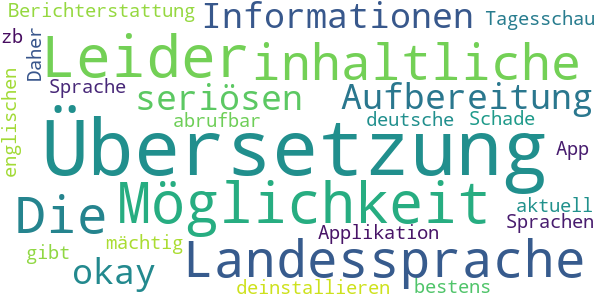 Berichterstattung
Informationen
Tagesschau
zb
Daher
Leider
inhaltliche
Sprache
seriösen
Aufbereitung
englischen
abrufbar
deutsche
Schade
Übersetzung
App
Die
Möglichkeit
aktuell
Sprachen
Applikation
gibt
mächtig
okay
Landessprache
deinstallieren
bestens